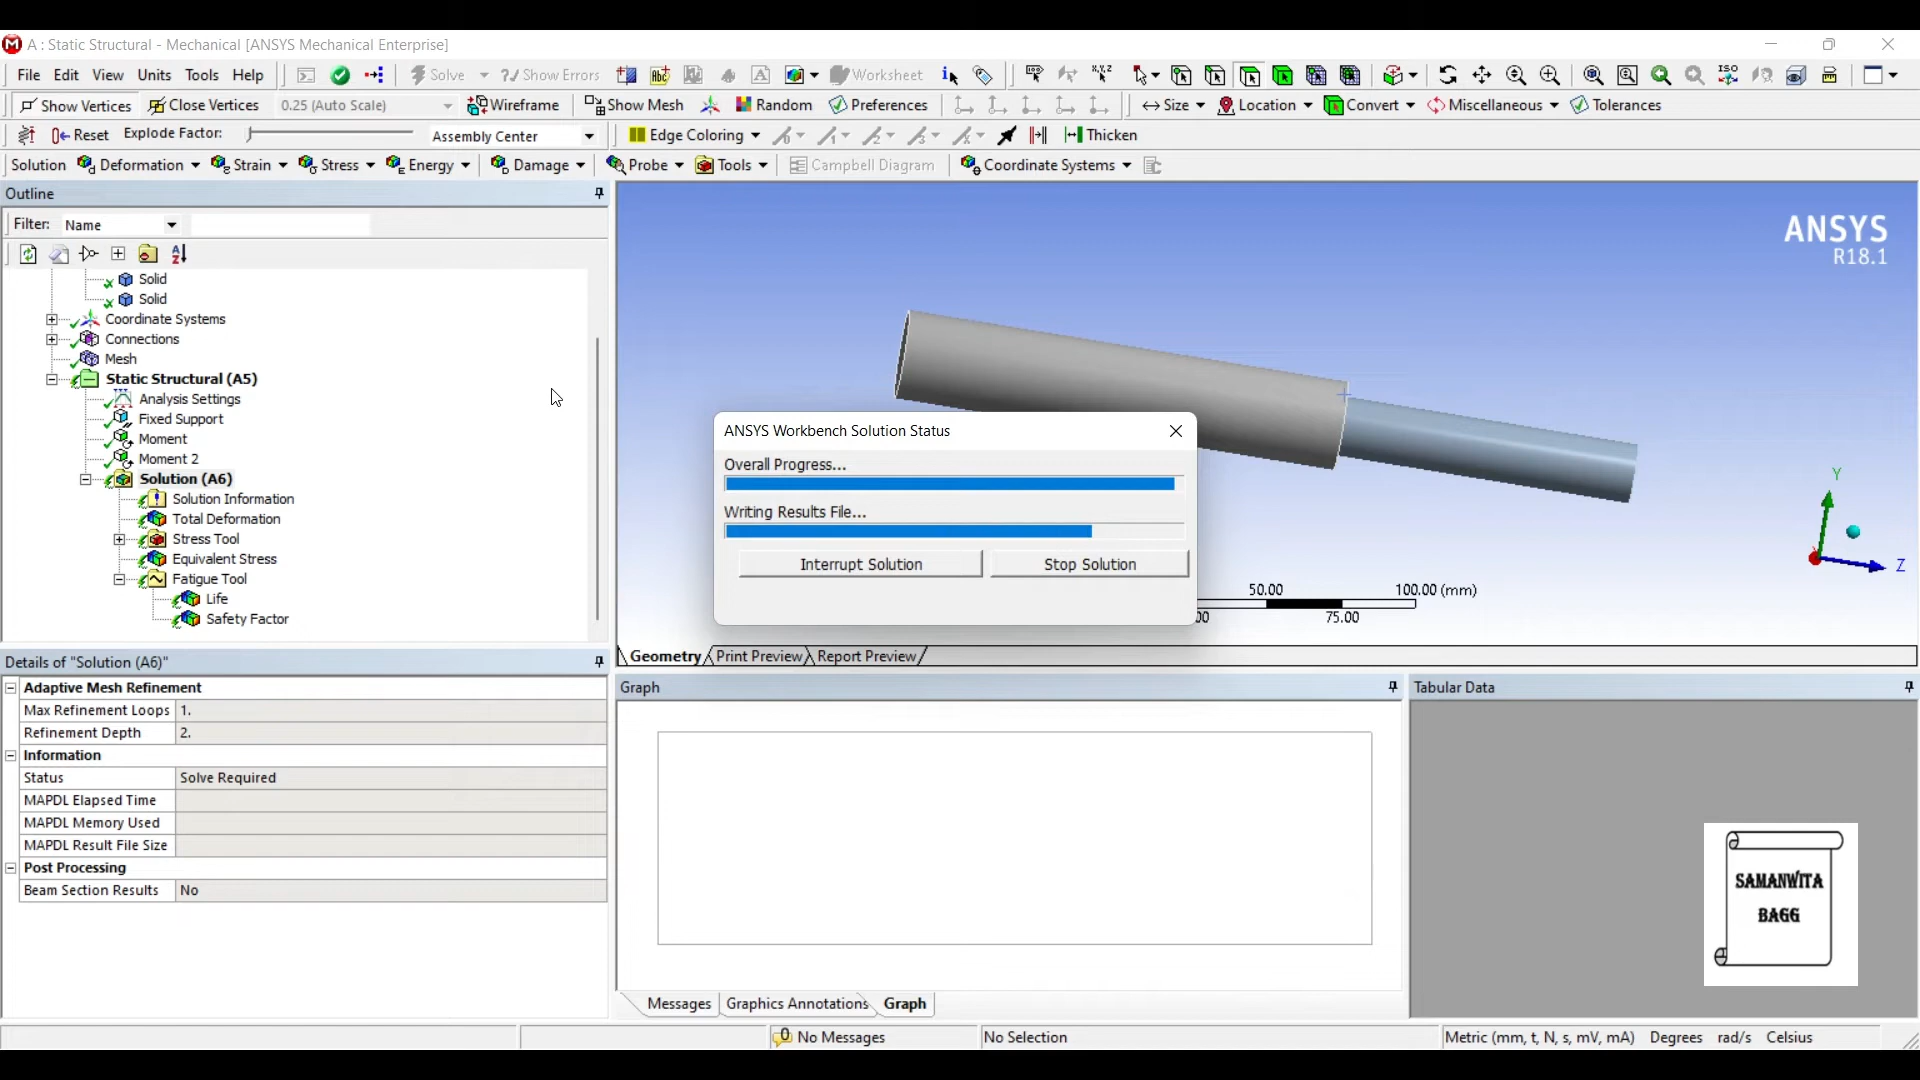 A : Static Structural - Mechanical [ANSYS Mechanical Enterprise]
File Edit View Units Tools Help Solve ?/ Show Errors Worksheet
Show Vertices Close Vertices 0.25 (Auto Scale) Wireframe Show Mesh Random Preferences Size Location Convert Miscellaneous Tolerances
Reset Explode Factor: Assembly Center Edge Coloring Thicken
Solution Deformation Strain Stress Energy Damage Probe Tools Campbell Diagram Coordinate Systems
Outline
Filter: Name
Solid
Solid
Coordinate Systems
Connections
Mesh
Static Structural (A5)
Analysis Settings
Fixed Support
Moment
Moment 2
Solution (A6)
Solution Information
Total Deformation
Stress Tool
Equivalent Stress
Fatigue Tool
Life
Safety Factor
ANSYS
R18.1
ANSYS Workbench Solution Status
Overall Progress...
Writing Results File...
Interrupt Solution Stop Solution
Y
Z
50.00 100.00 (mm)
75.00
Geometry Print Preview Report Preview
Details of "Solution (A6)"
Adaptive Mesh Refinement
Max Refinement Loops 1.
Refinement Depth 2.
Information
Status Solve Required
MAPDL Elapsed Time
MAPDL Memory Used
MAPDL Result File Size
Post Processing
Beam Section Results No
Graph
Tabular Data
SAMANWITA
BAGG
Messages Graphics Annotations Graph
0 No Messages No Selection Metric (mm, t, N, s, mV, mA) Degrees rad/s Celsius